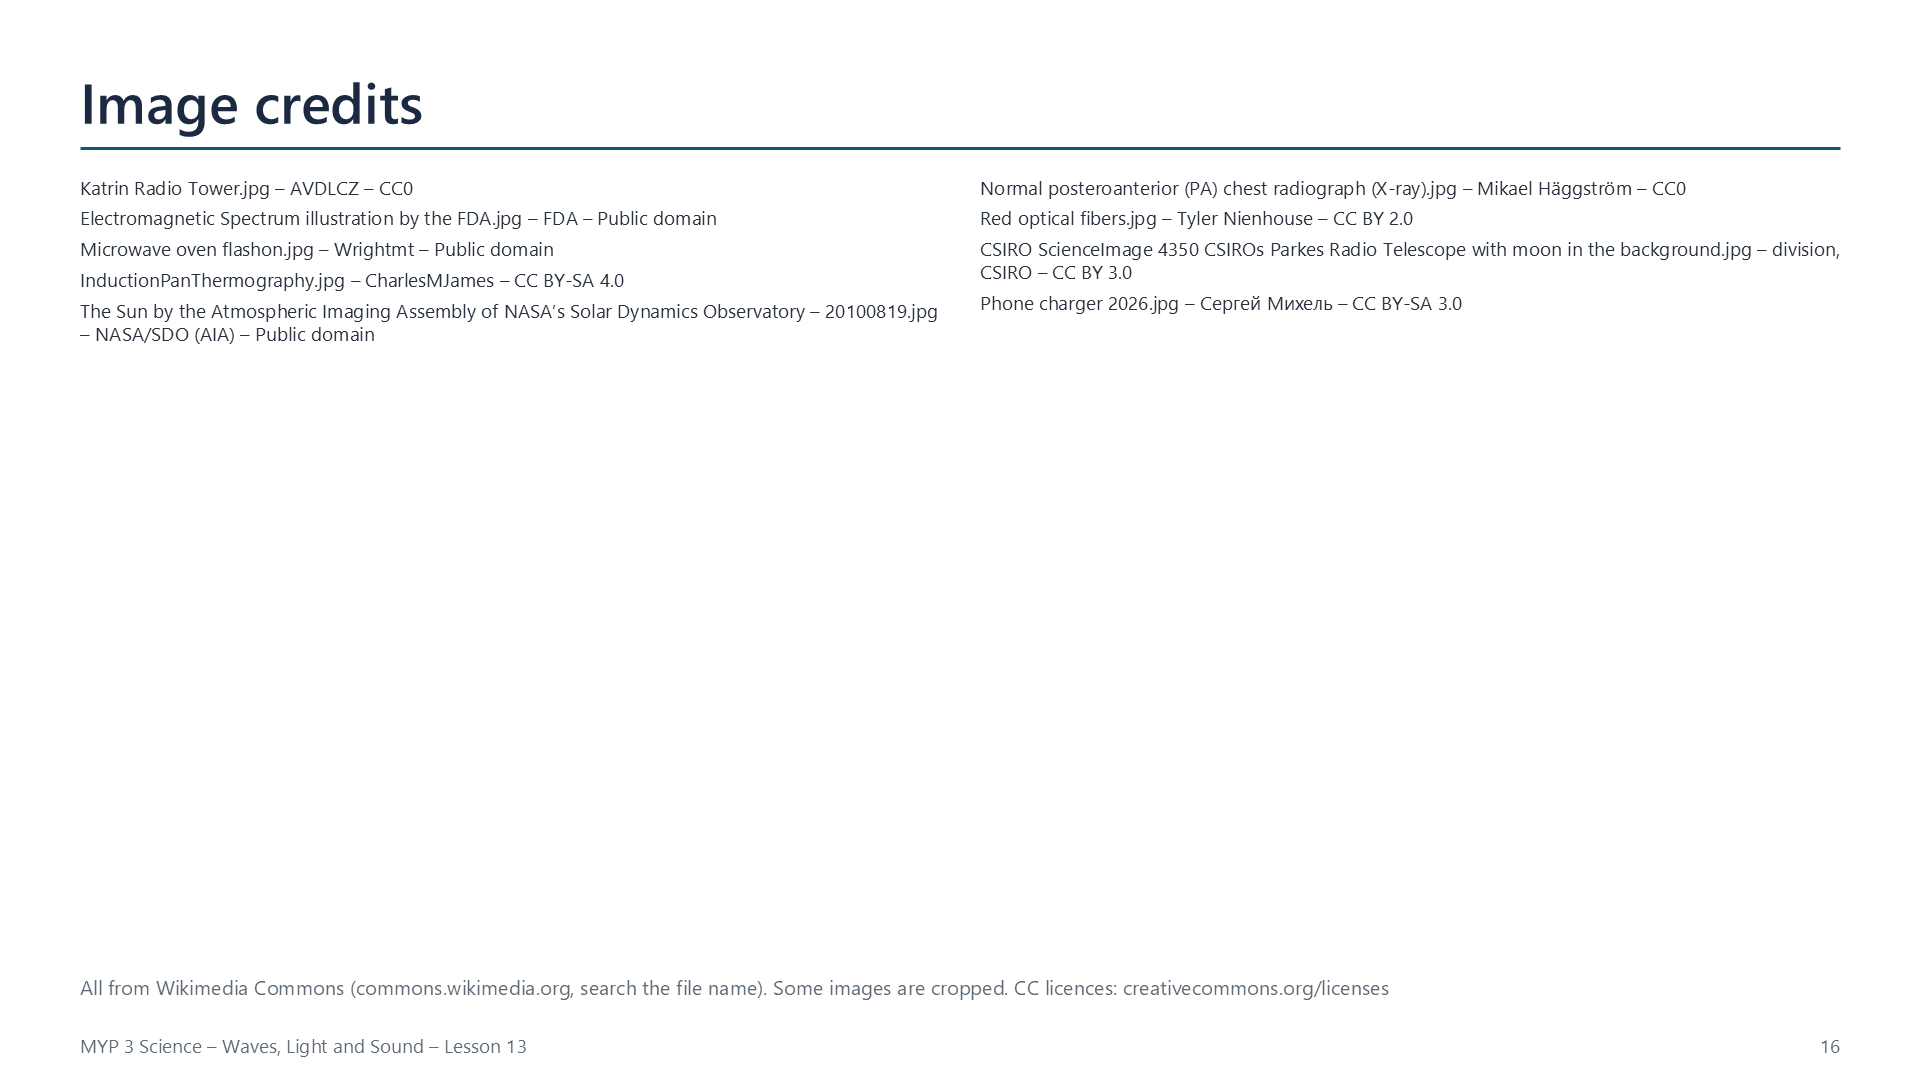 Image credits
Katrin Radio Tower.jpg – AVDLCZ – CC0
Electromagnetic Spectrum illustration by the FDA.jpg – FDA – Public domain
Microwave oven flashon.jpg – Wrightmt – Public domain
InductionPanThermography.jpg – CharlesMJames – CC BY-SA 4.0
The Sun by the Atmospheric Imaging Assembly of NASA's Solar Dynamics Observatory – 20100819.jpg
– NASA/SDO (AIA) – Public domain
Normal posteroanterior (PA) chest radiograph (X-ray).jpg – Mikael Häggström – CC0
Red optical fibers.jpg – Tyler Nienhouse – CC BY 2.0
CSIRO ScienceImage 4350 CSIROs Parkes Radio Telescope with moon in the background.jpg – division,
CSIRO – CC BY 3.0
Phone charger 2026.jpg – Сергей Михель – CC BY-SA 3.0
All from Wikimedia Commons (commons.wikimedia.org, search the file name). Some images are cropped. CC licences: creativecommons.org/licenses
MYP 3 Science – Waves, Light and Sound – Lesson 13
16